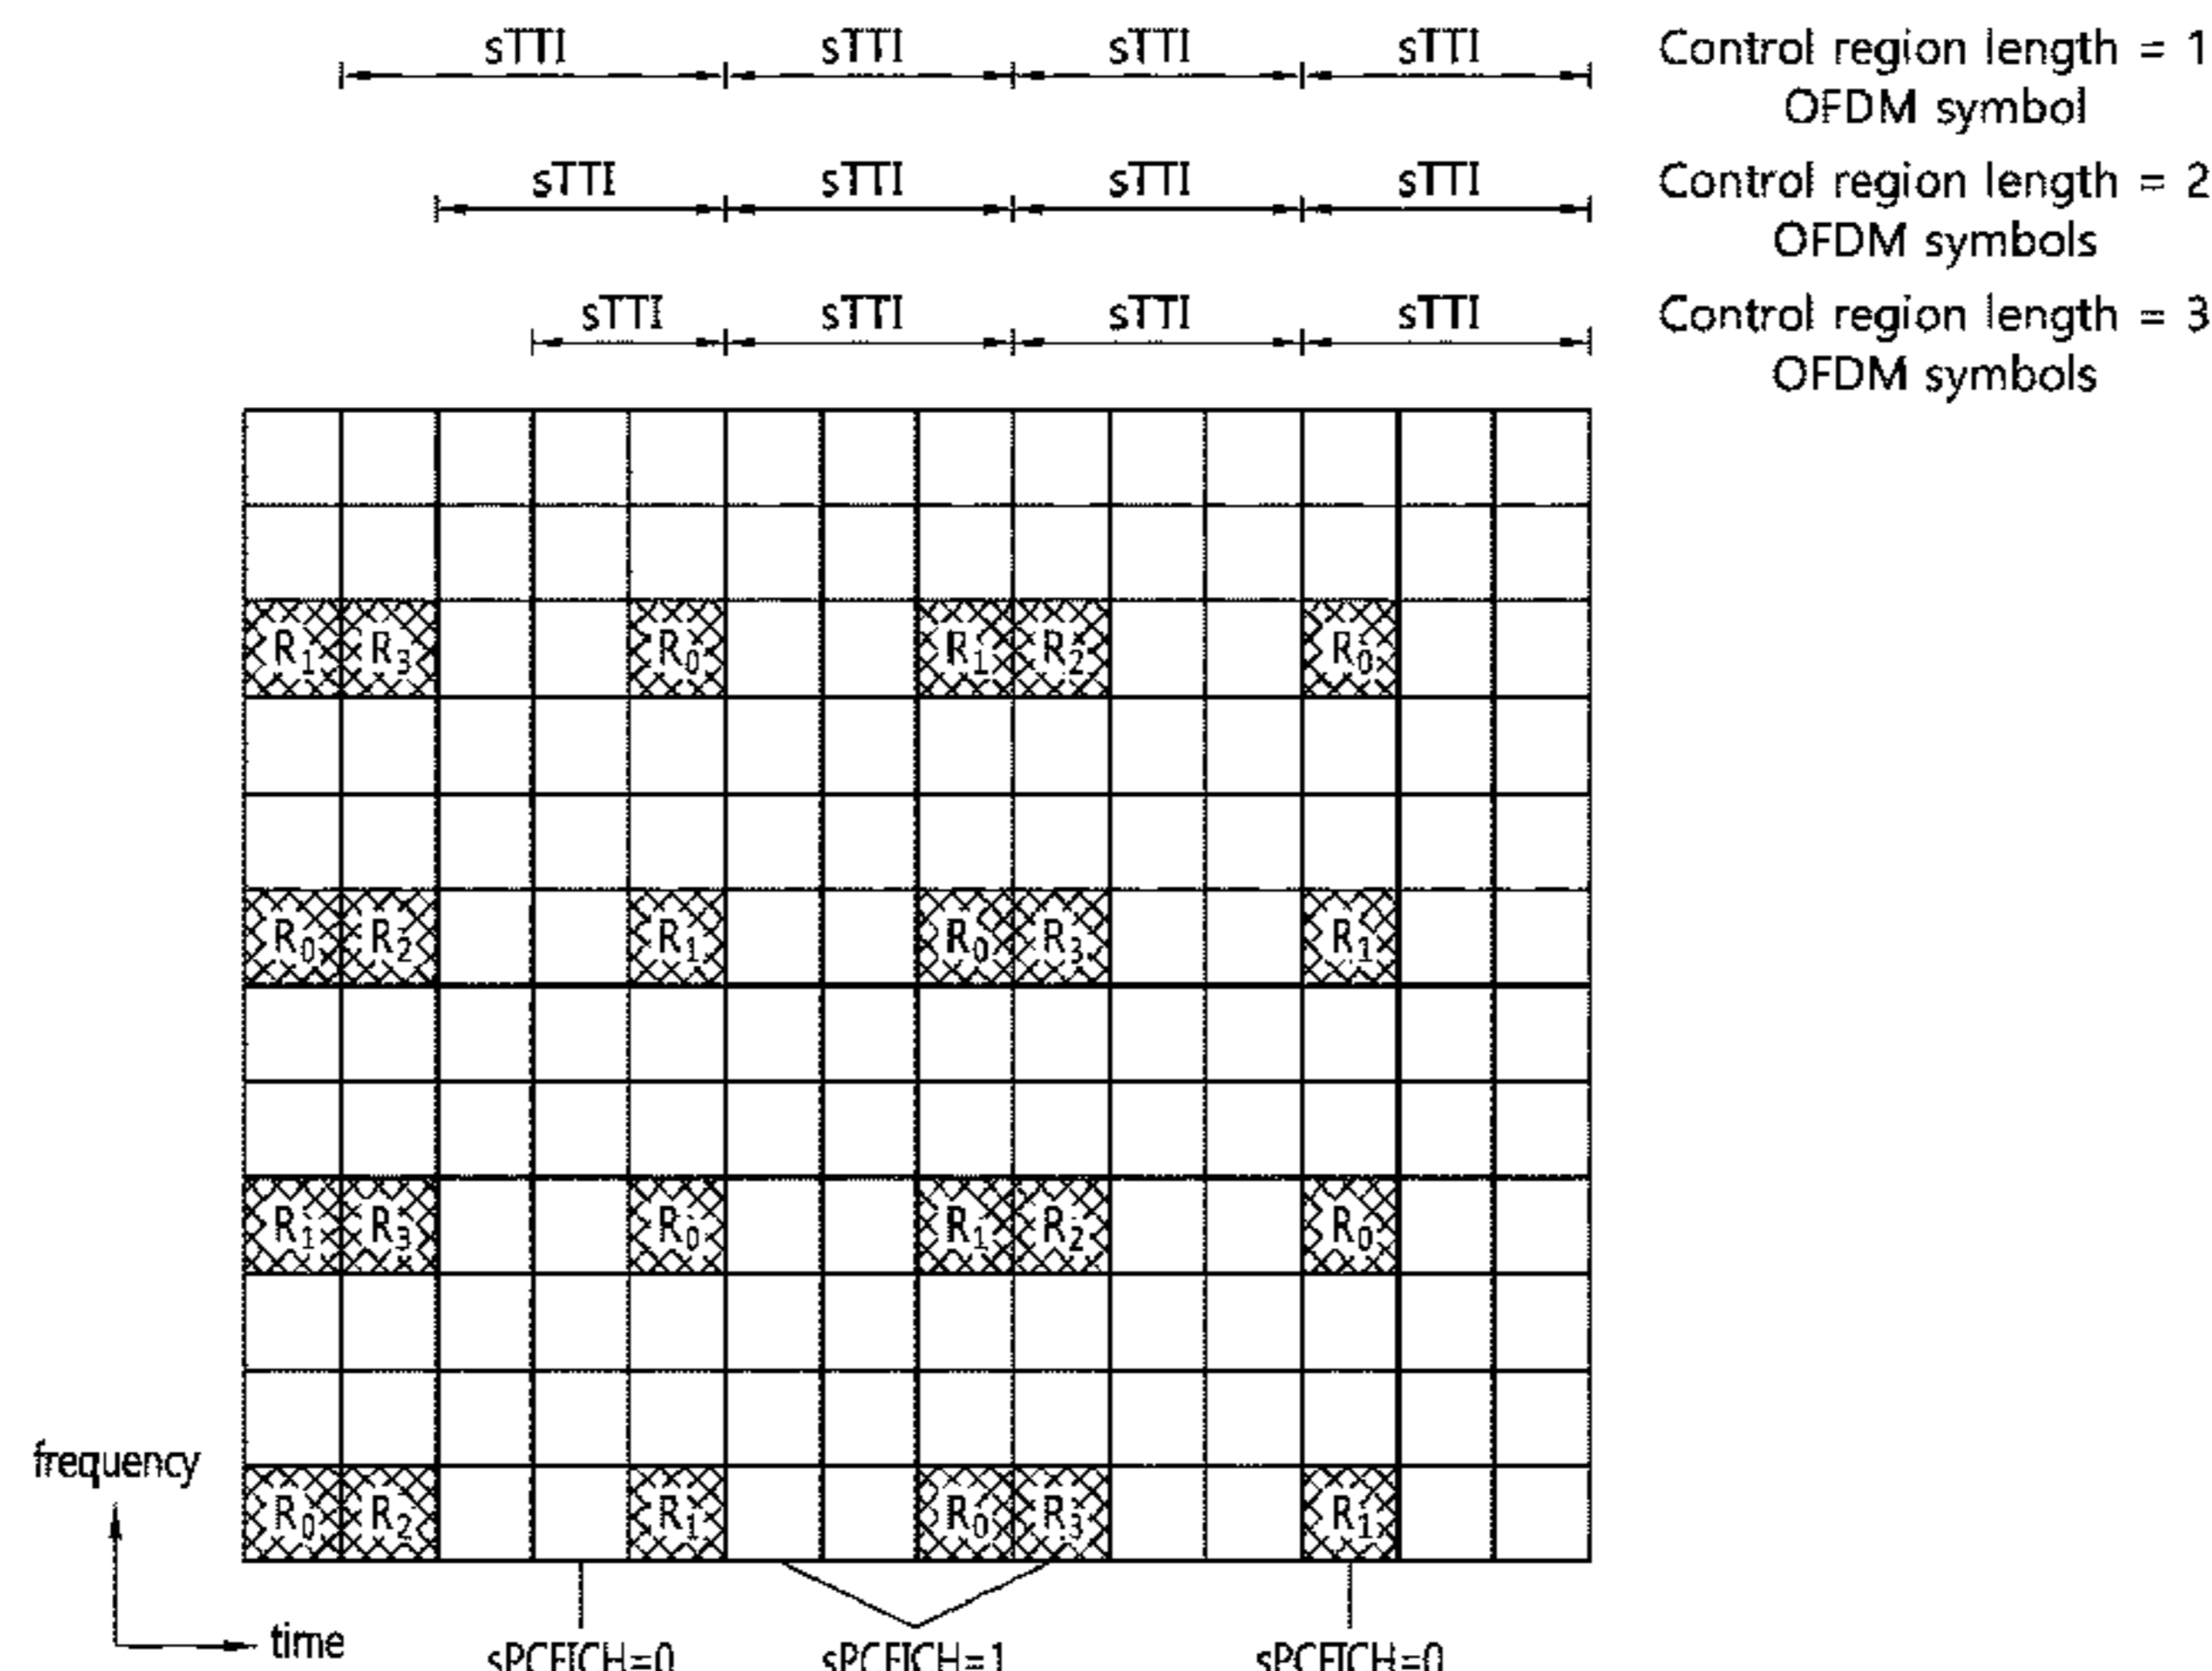 sTTI sTTI sTTI sTTI Control region length = 1
OFDM symbol
sTTI sTTI sTTI sTTI Control region length = 2
OFDM symbols
sTTI sTTI sTTI sTTI Control region length = 3
OFDM symbols
R1 R3 R0 R1 R2 R0
R0 R2 R1 R0 R3 R1
R1 R3 R0 R1 R2 R0
frequency
R0 R2 R1 R0 R3 R1
time
sPCFICH=0 sPCFICH=1 sPCFICH=0